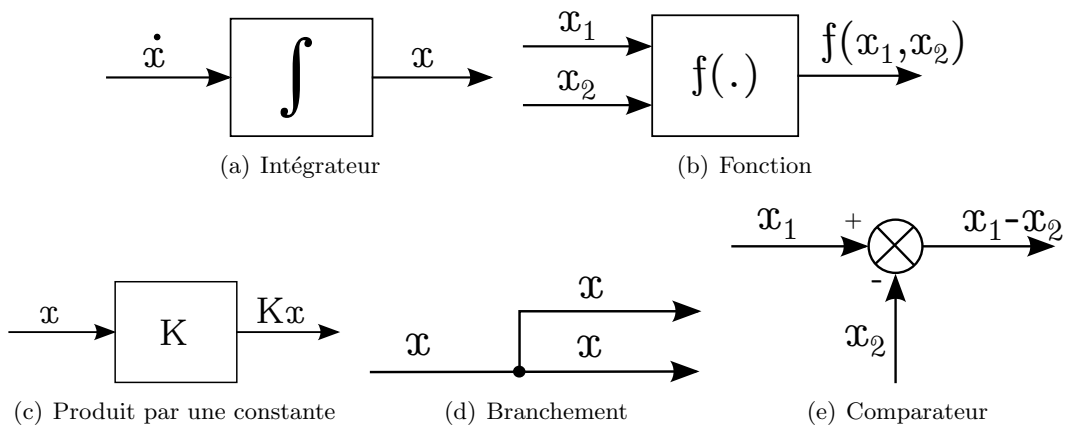 ẋ ∫ x
(a) Intégrateur
x₁ x₂ f(.) f(x₁,x₂)
(b) Fonction
x K Kx
(c) Produit par une constante
x x x
(d) Branchement
x₁ + - x₂ x₁-x₂
(e) Comparateur